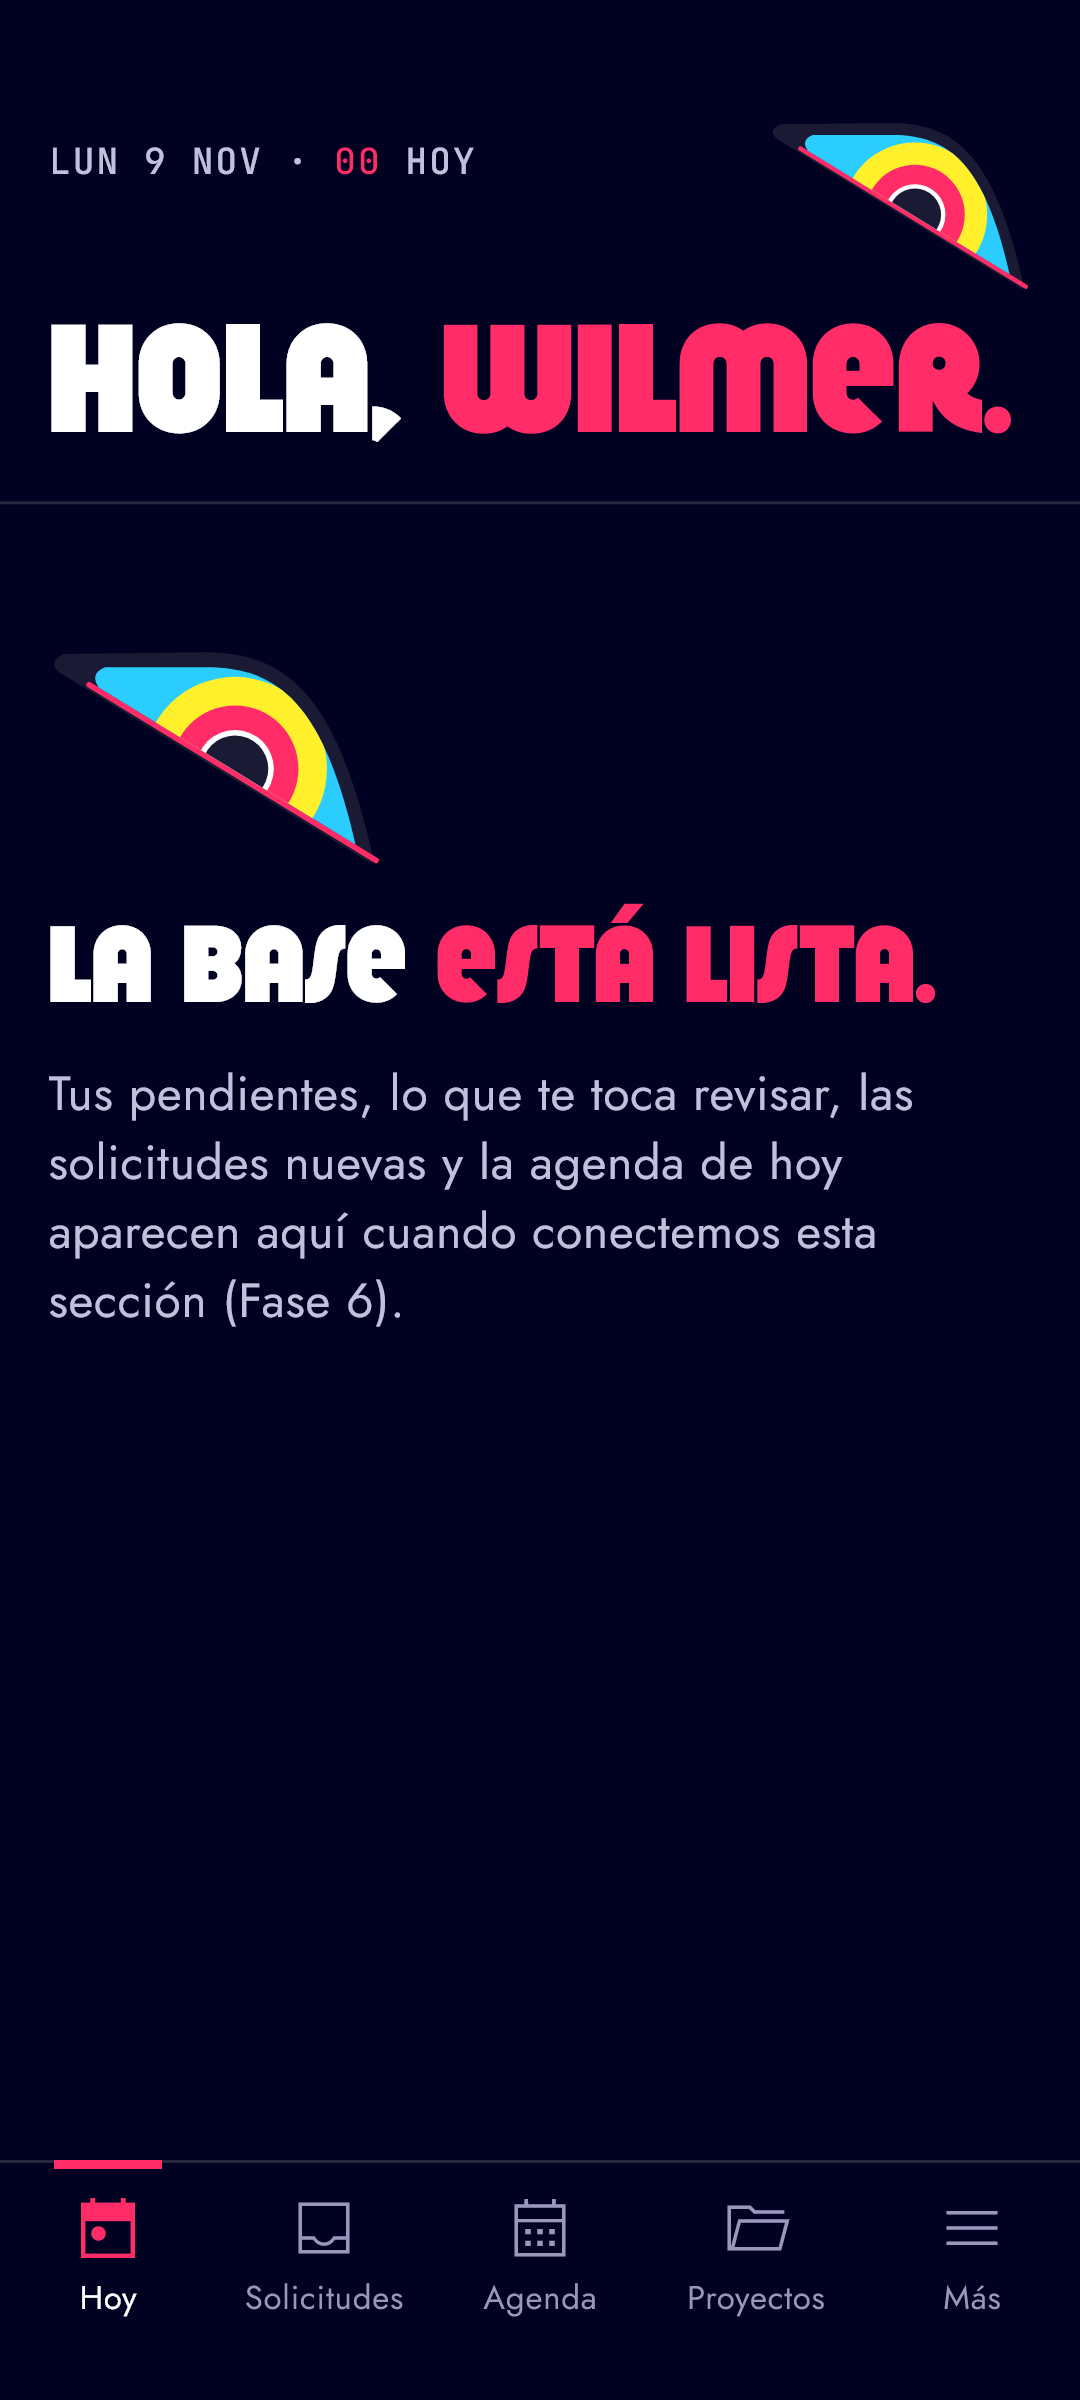 LUN 9 NOV · 00 HOY
HOLA, WILMER.
LA BASE ESTÁ LISTA.
Tus pendientes, lo que te toca revisar, las
solicitudes nuevas y la agenda de hoy
aparecen aquí cuando conectemos esta
sección (Fase 6).
Hoy
Solicitudes
Agenda
Proyectos
Más